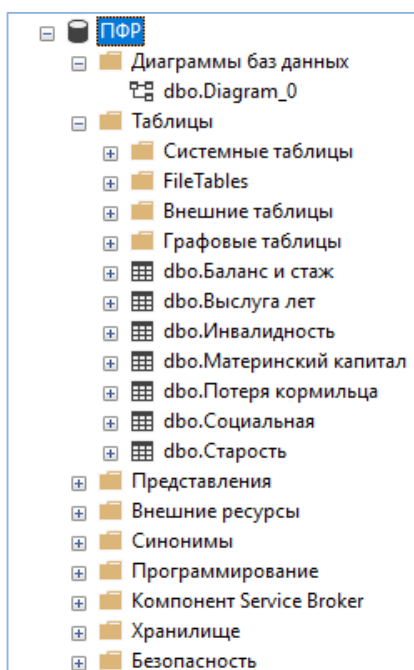 ПФР
Диаграммы баз данных
dbo.Diagram_0
Таблицы
Системные таблицы
FileTables
Внешние таблицы
Графовые таблицы
dbo.Баланс и стаж
dbo.Выслуга лет
dbo.Инвалидность
dbo.Материнский капитал
dbo.Потеря кормильца
dbo.Социальная
dbo.Старость
Представления
Внешние ресурсы
Синонимы
Программирование
Компонент Service Broker
Хранилище
Безопасность